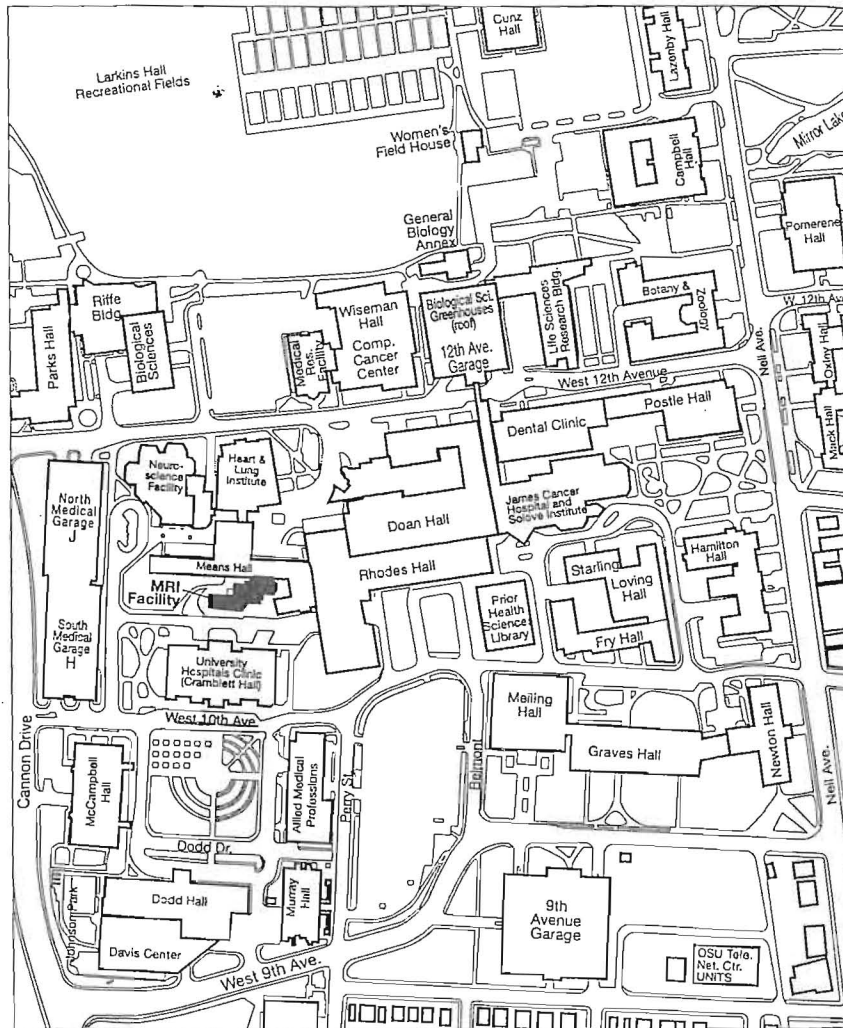 Cunz
Hall
Lazenby Hall
Larkins Hall
Recreational Fields
Women's
Field House
Campbell
Hall
Mirror Lake
General
Biology
Annex
Pomerene
Hall
Riffe
Bldg.
Parks Hall
Biological
Sciences
Wiseman
Hall
Comp.
Cancer
Center
Medical
Res.
Facility
Biological Sci.
Greenhouses
(roof)
12th Ave.
Garage
Life Sciences
Research Bldg.
Botany &
Zoology
W. 12th Av
Neil Ave.
Oxley Hall
Mack Hall
West 12th Avenue
Postle Hall
Dental Clinic
Neuro-
science
Facility
Heart &
Lung
Institute
North
Medical
Garage
J
Doan Hall
James Cancer
Hospital and
Solove Institute
Means Hall
Rhodes Hall
MRI
Facility
Starling
Loving
Hall
Hamilton
Hall
Prior
Health
Sciences
Library
Fry Hall
South
Medical
Garage
H
University
Hospitals Clinic
(Cramblett Hall)
West 10th Ave.
Cannon Drive
Meiling
Hall
Graves Hall
Newton Hall
Neil Ave.
Belmont
McCampbell
Hall
Allied Medical
Professions
Perry St.
Dodd Dr.
Johnson Park
Dodd Hall
Murray
Hall
Davis Center
9th
Avenue
Garage
West 9th Ave.
OSU Tele.
Net. Ctr.
UNITS